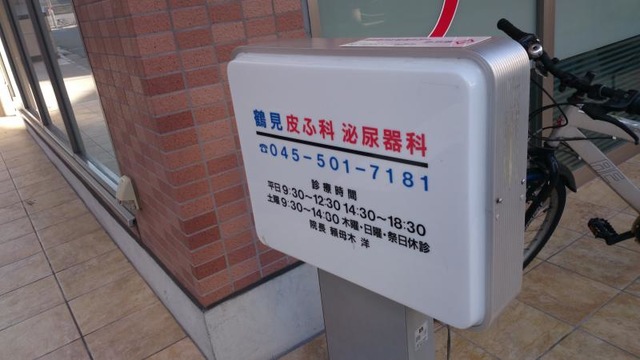 鶴見 皮ふ科 泌尿器科
☎045-501-7181
診療時間
平日 9:30〜12:30 14:30〜18:30
土曜 9:30〜14:00 木曜・日曜・祭日休診
院長 頼母木 洋